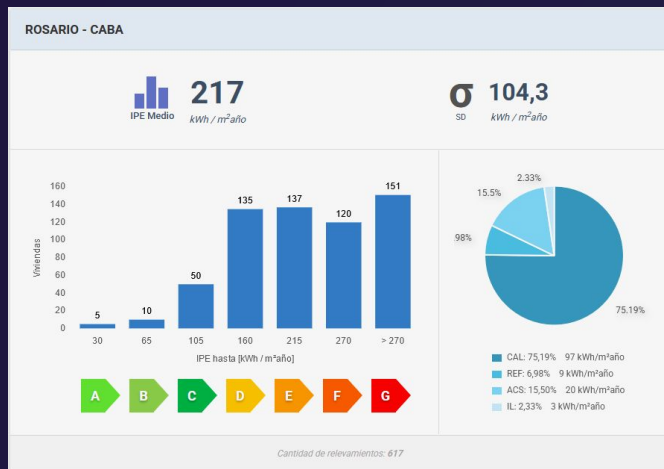 ROSARIO - CABA
217
IPE Medio
kWh / m²año
σ
SD
104,3
kWh / m²año
160
140
120
100
80
60
40
20
0
Viviendas
5
10
50
135
137
120
151
30 65 105 160 215 270 > 270
IPE hasta [kWh / m²año]
A B C D E F G
2.33%
15.5%
98%
75.19%
CAL: 75,19% 97 kWh/m²año
REF: 6,98% 9 kWh/m²año
ACS: 15,50% 20 kWh/m²año
IL: 2,33% 3 kWh/m²año
Cantidad de relevamientos: 617